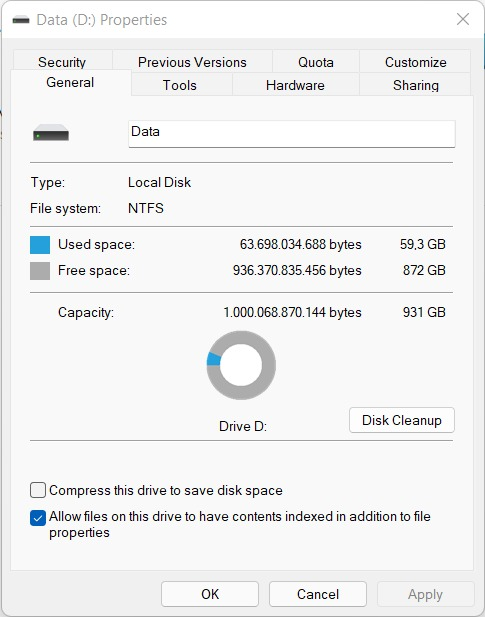 Data (D:) Properties
Security Previous Versions Quota Customize
General Tools Hardware Sharing
Data
Type: Local Disk
File system: NTFS
Used space: 63.698.034.688 bytes 59,3 GB
Free space: 936.370.835.456 bytes 872 GB
Capacity: 1.000.068.870.144 bytes 931 GB
Drive D:
Disk Cleanup
Compress this drive to save disk space
Allow files on this drive to have contents indexed in addition to file
properties
OK Cancel Apply